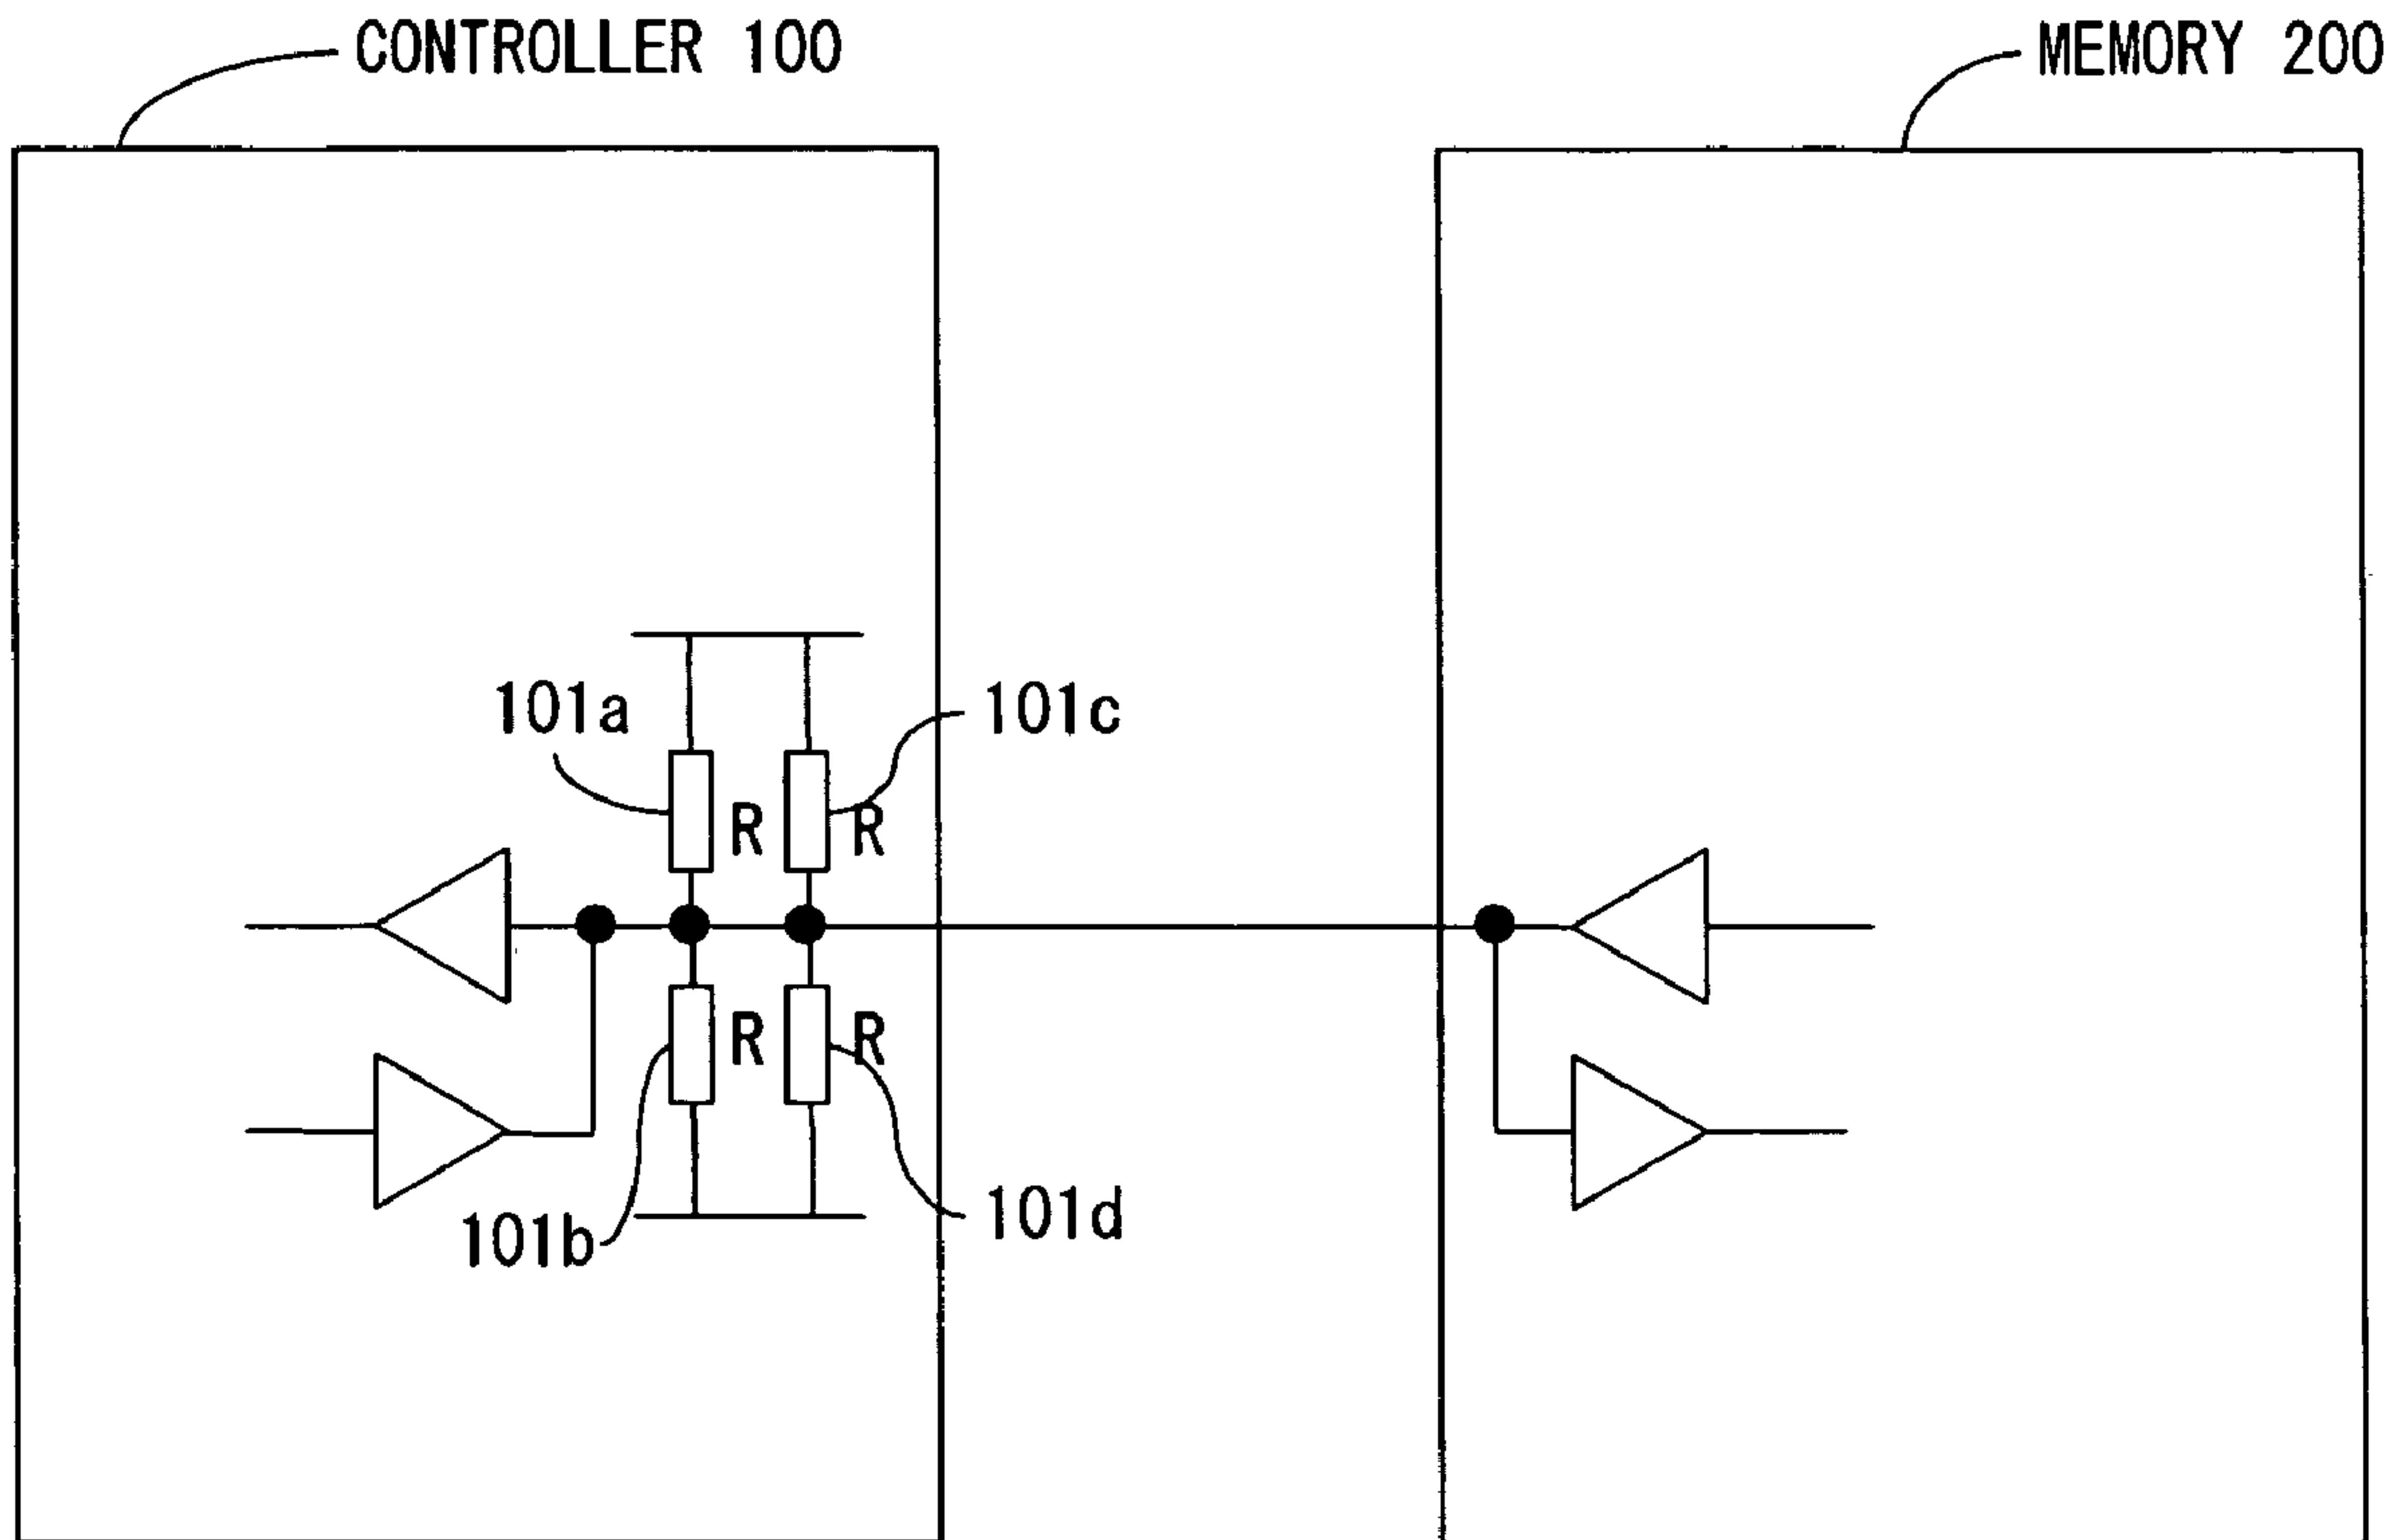 CONTROLLER 100
MEMORY 200
101a
101c
R
R
R
R
101b
101d